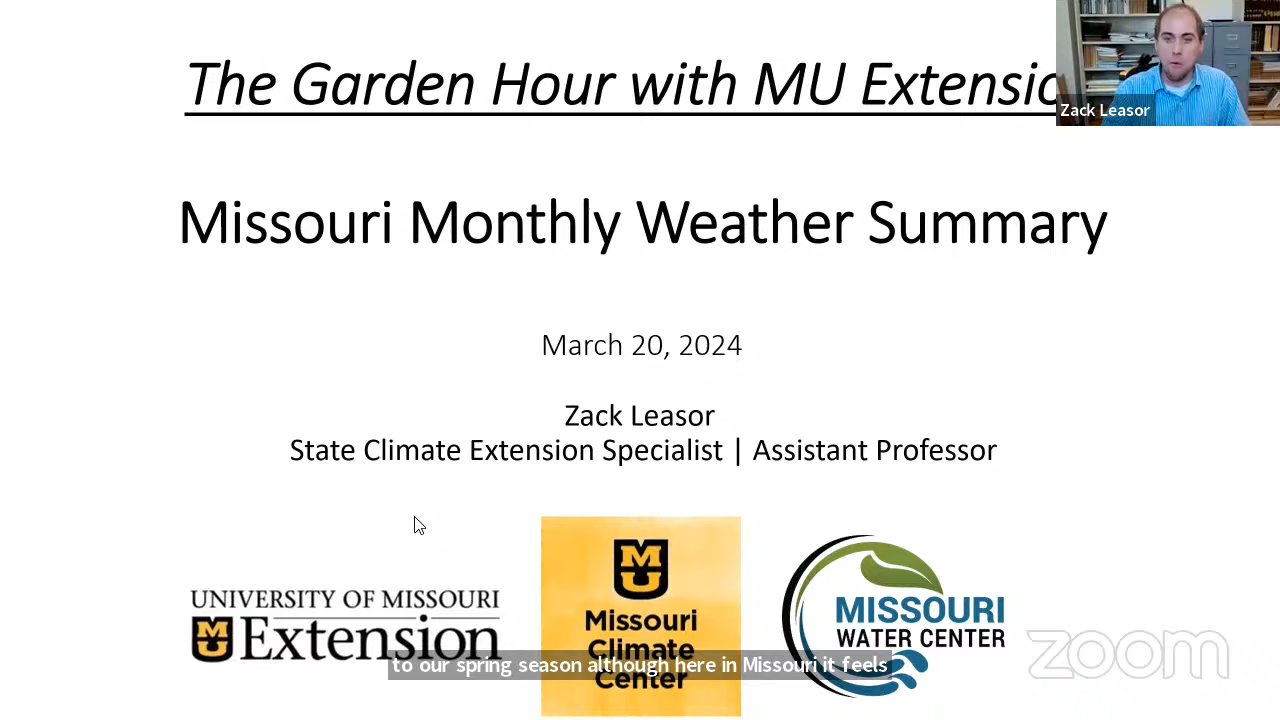 The Garden Hour with MU Extensio
Zack Leasor
Missouri Monthly Weather Summary
March 20, 2024
Zack Leasor
State Climate Extension Specialist | Assistant Professor
UNIVERSITY OF MISSOURI
Extension
Missouri
Climate
Center
MISSOURI
WATER CENTER
zoom
to our spring season although here in Missouri it feels